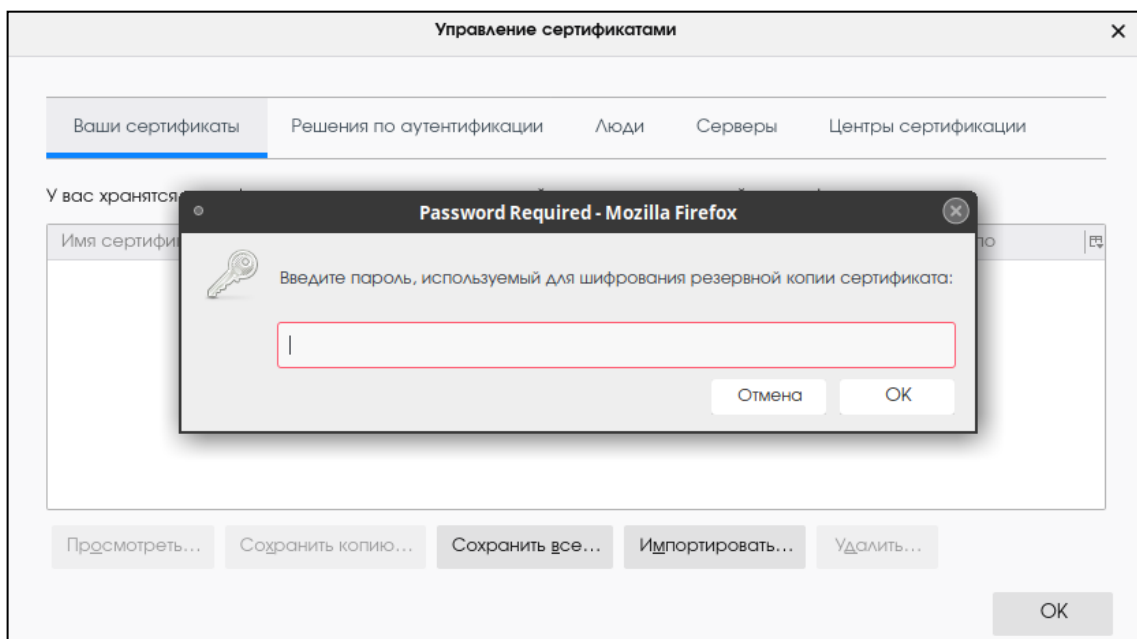 Управление сертификатами
Ваши сертификаты Решения по аутентификации Люди Серверы Центры сертификации
У вас хранятся
Password Required - Mozilla Firefox
Имя
Введите пароль, используемый для шифрования резервной копии сертификата:
Отмена OK
Просмотреть... Сохранить копию... Сохранить все... Импортировать... Удалить...
OK